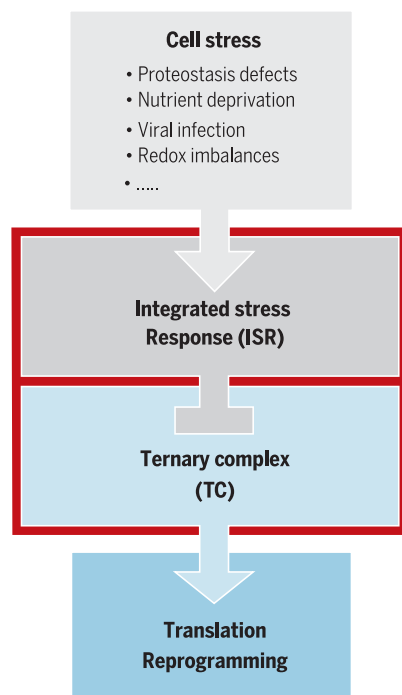 Cell stress
• Proteostasis defects
• Nutrient deprivation
• Viral infection
• Redox imbalances
• .....
Integrated stress
Response (ISR)
Ternary complex
(TC)
Translation
Reprogramming